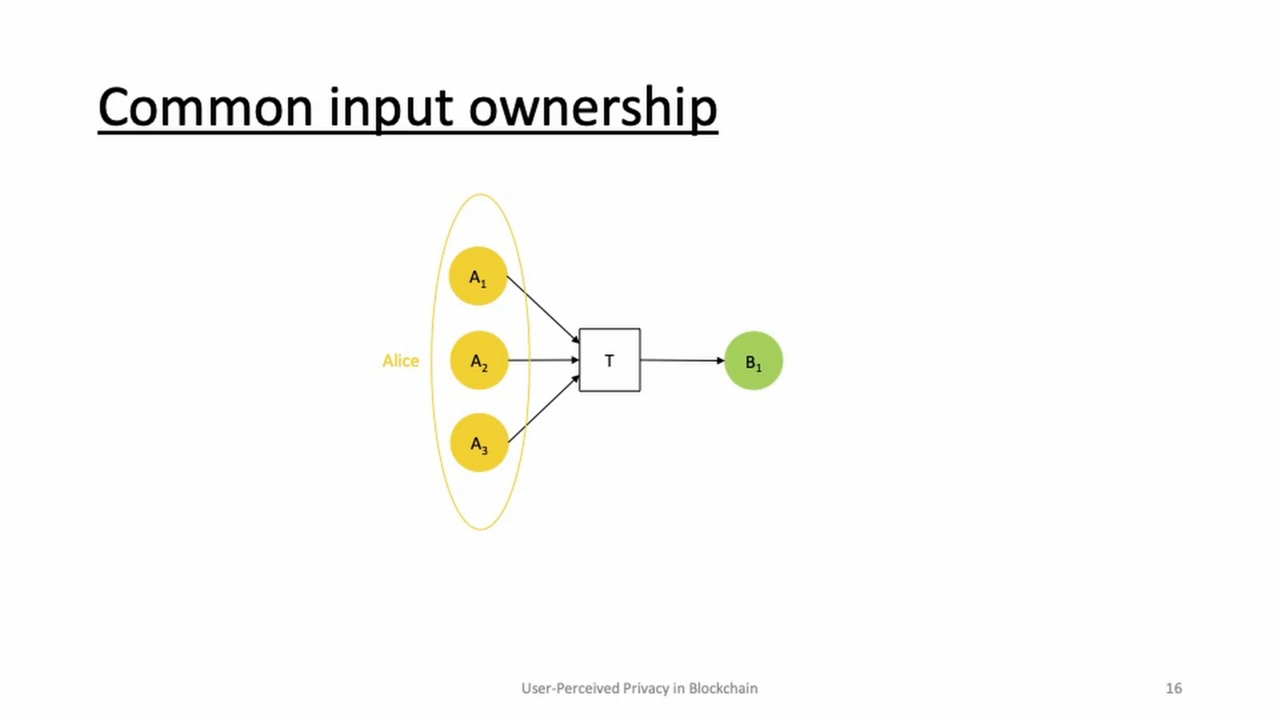 Common input ownership
A1
Alice
A2
T
B1
A3
User-Perceived Privacy in Blockchain
16